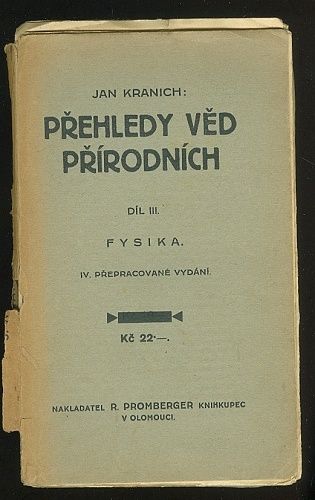 JAN KRANICH:
PŘEHLEDY VĚD
PŘÍRODNÍCH
DÍL III.
FYSIKA.
IV. PŘEPRACOVANÉ VYDÁNÍ.
Kč 22·—.
NAKLADATEL R. PROMBERGER KNIHKUPEC
V OLOMOUCI.